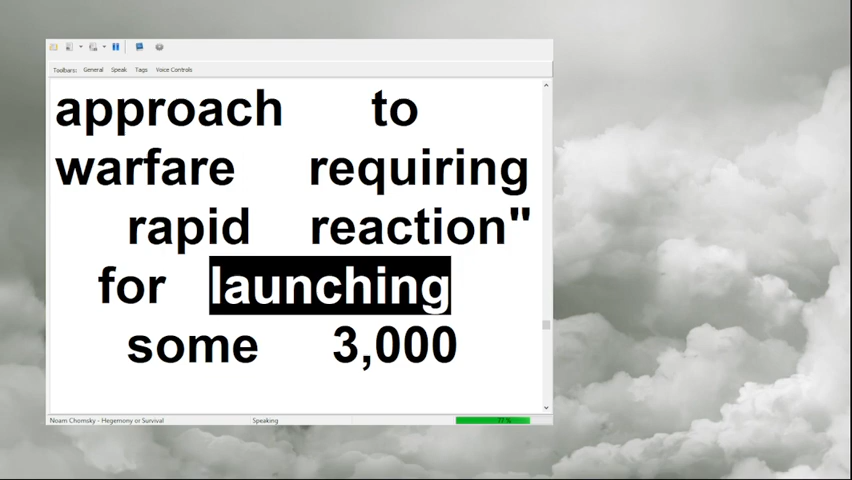 Toolbars: General Speak Tags Voice Controls
approach to
warfare requiring
rapid reaction"
for launching
some 3,000
Noam Chomsky - Hegemony or Survival Speaking 77 %